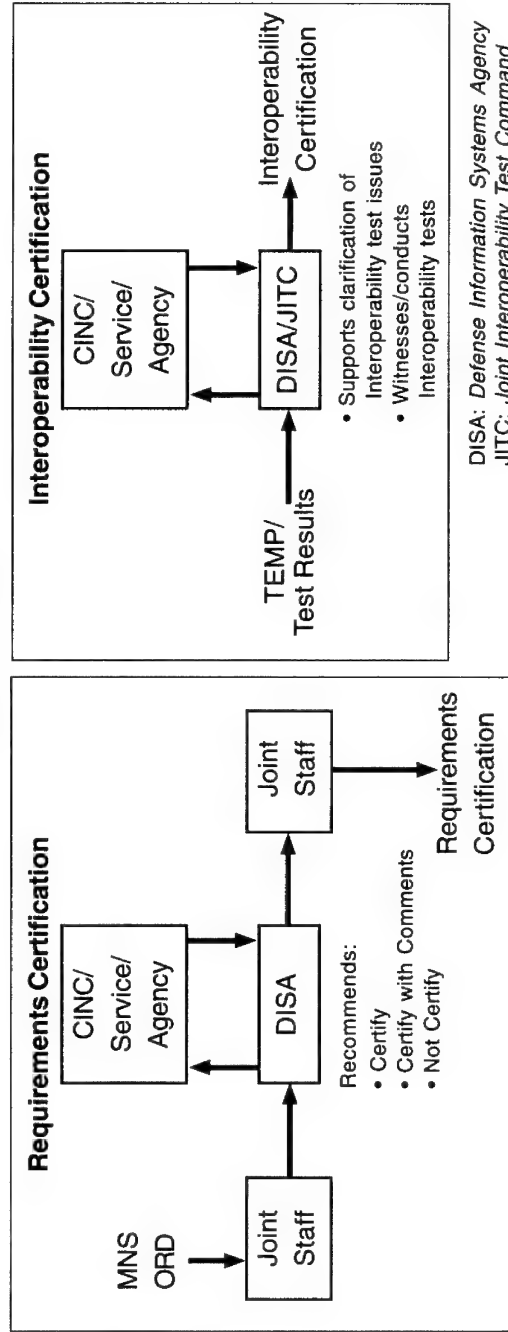 Requirements Certification
MNS
ORD
Joint
Staff
CINC/
Service/
Agency
DISA
Joint
Staff
Recommends:
• Certify
• Certify with Comments
• Not Certify
Requirements
Certification
Interoperability Certification
CINC/
Service/
Agency
TEMP/
Test Results
DISA/JITC
Interoperability
Certification
• Supports clarification of
Interoperability test issues
• Witnesses/conducts
Interoperability tests
DISA: Defense Information Systems Agency
JITC: Joint Interoperability Test Command